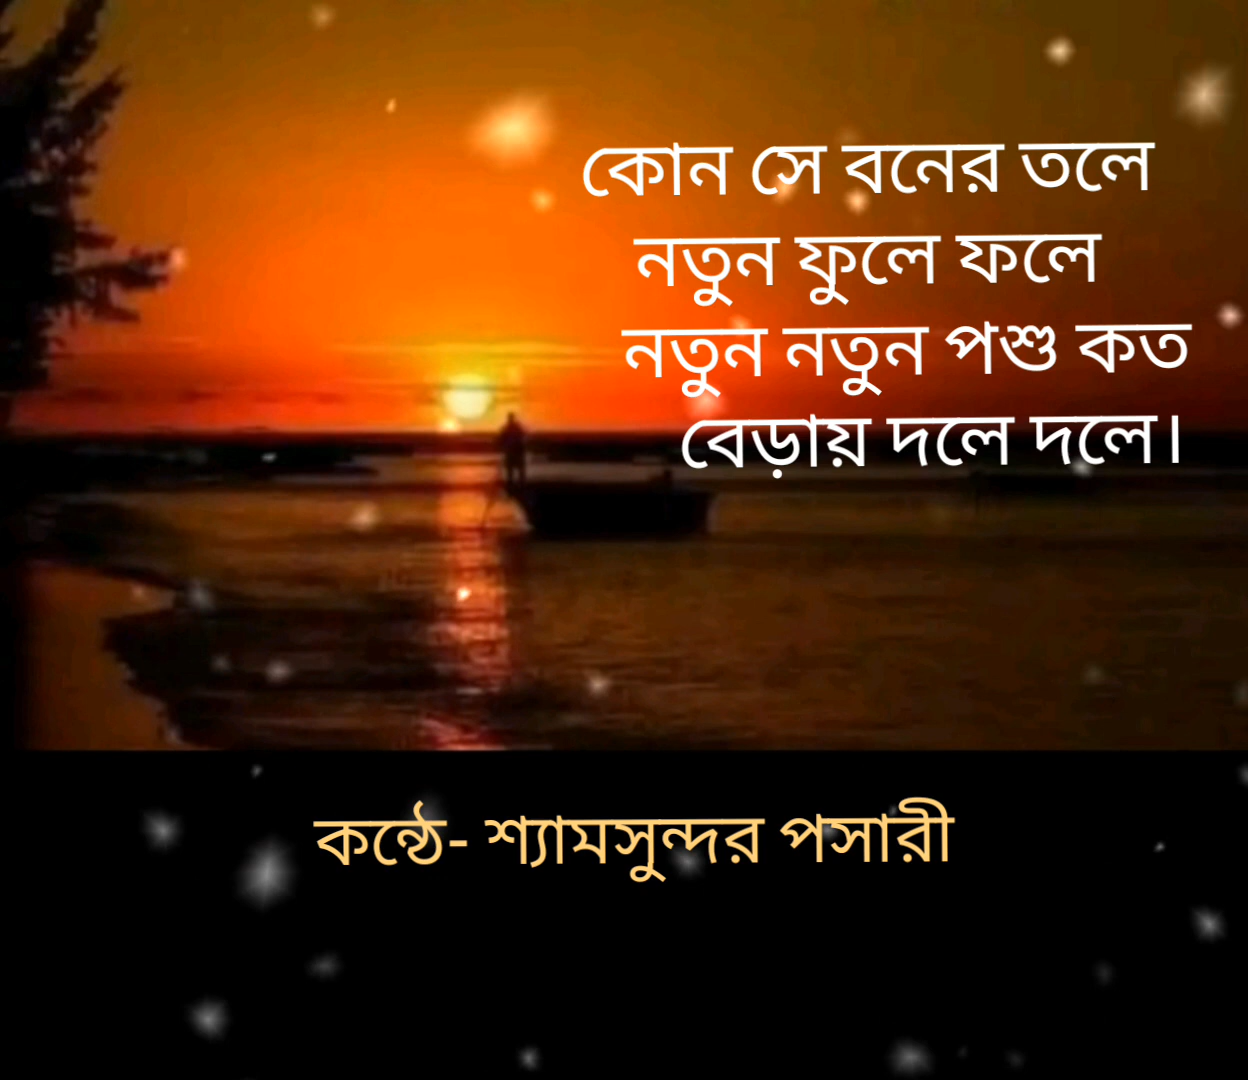 কোন সে বনের তলে
নতুন ফুলে ফলে
নতুন নতুন পশু কত
বেড়ায় দলে দলে।
কন্ঠে- শ্যামসুন্দর পসারী